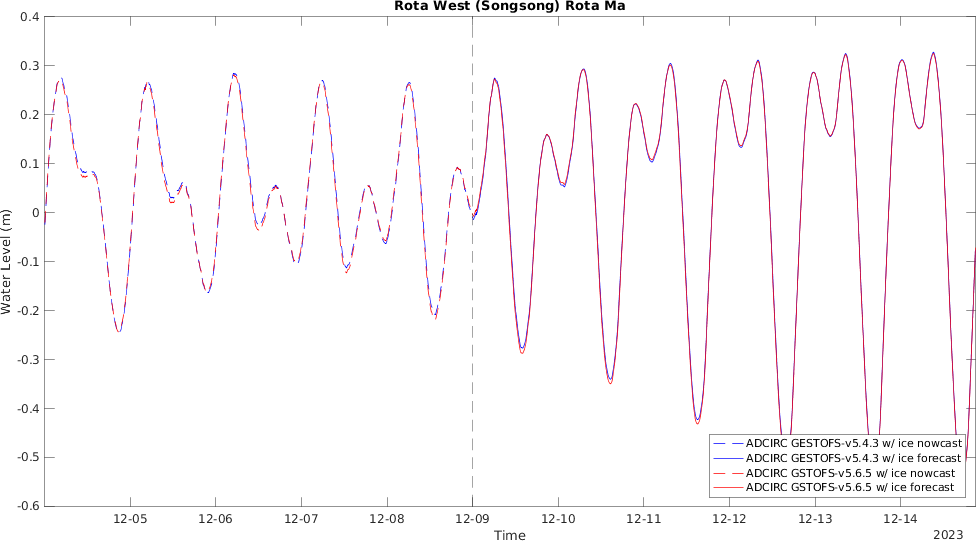 Rota West (Songsong) Rota Ma
0.4
0.3
0.2
0.1
0
-0.1
-0.2
-0.3
-0.4
-0.5
-0.6
Water Level (m)
ADCIRC GESTOFS-v5.4.3 w/ ice nowcast
ADCIRC GESTOFS-v5.4.3 w/ ice forecast
ADCIRC GSTOFS-v5.6.5 w/ ice nowcast
ADCIRC GSTOFS-v5.6.5 w/ ice forecast
12-05 12-06 12-07 12-08 12-09 12-10 12-11 12-12 12-13 12-14
Time
2023